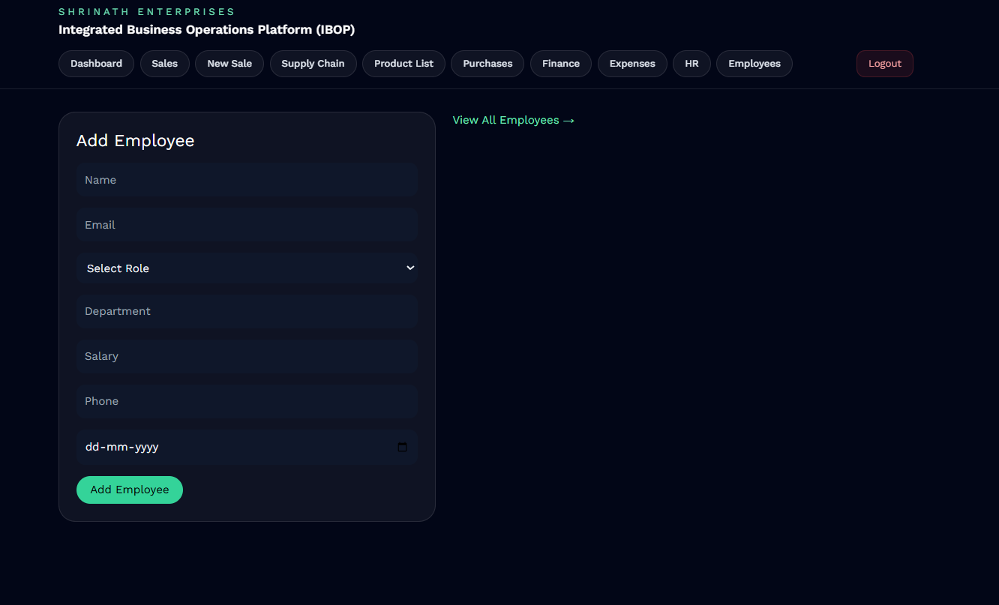 SHRINATH ENTERPRISES
Integrated Business Operations Platform (IBOP)
Dashboard Sales New Sale Supply Chain Product List Purchases Finance Expenses HR Employees Logout
View All Employees →
Add Employee
Name
Email
Select Role
Department
Salary
Phone
dd-mm-yyyy
Add Employee